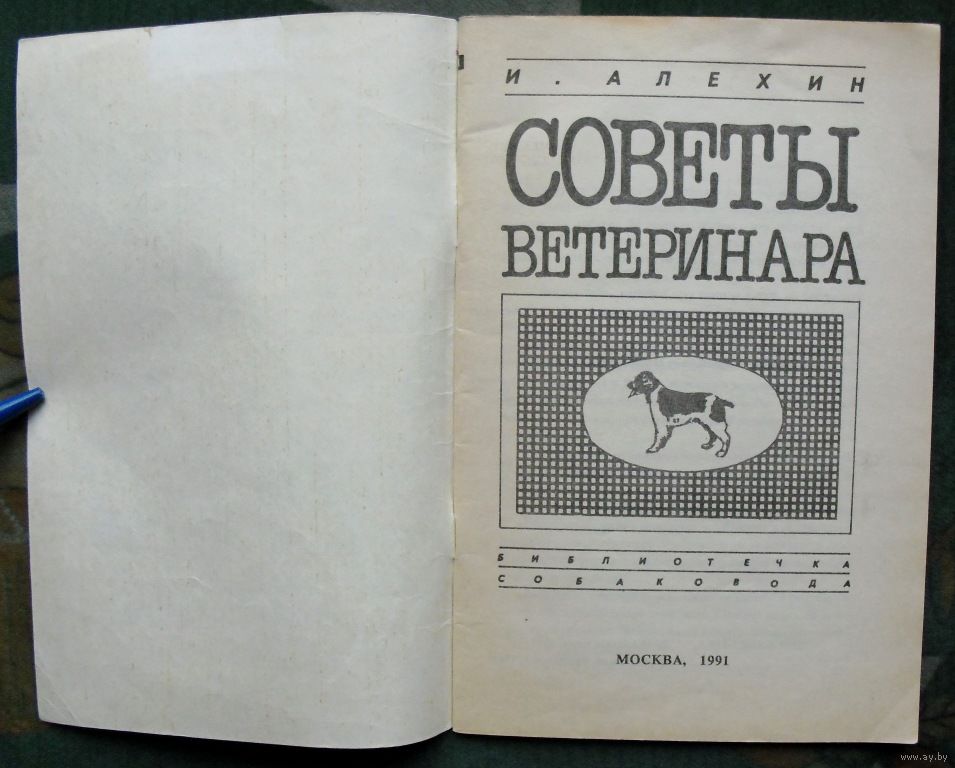 И. АЛЕХИН
СОВЕТЫ
ВЕТЕРИНАРА
БИБЛИОТЕЧКА
СОБАКОВОДА
МОСКВА, 1991
www.ay.by